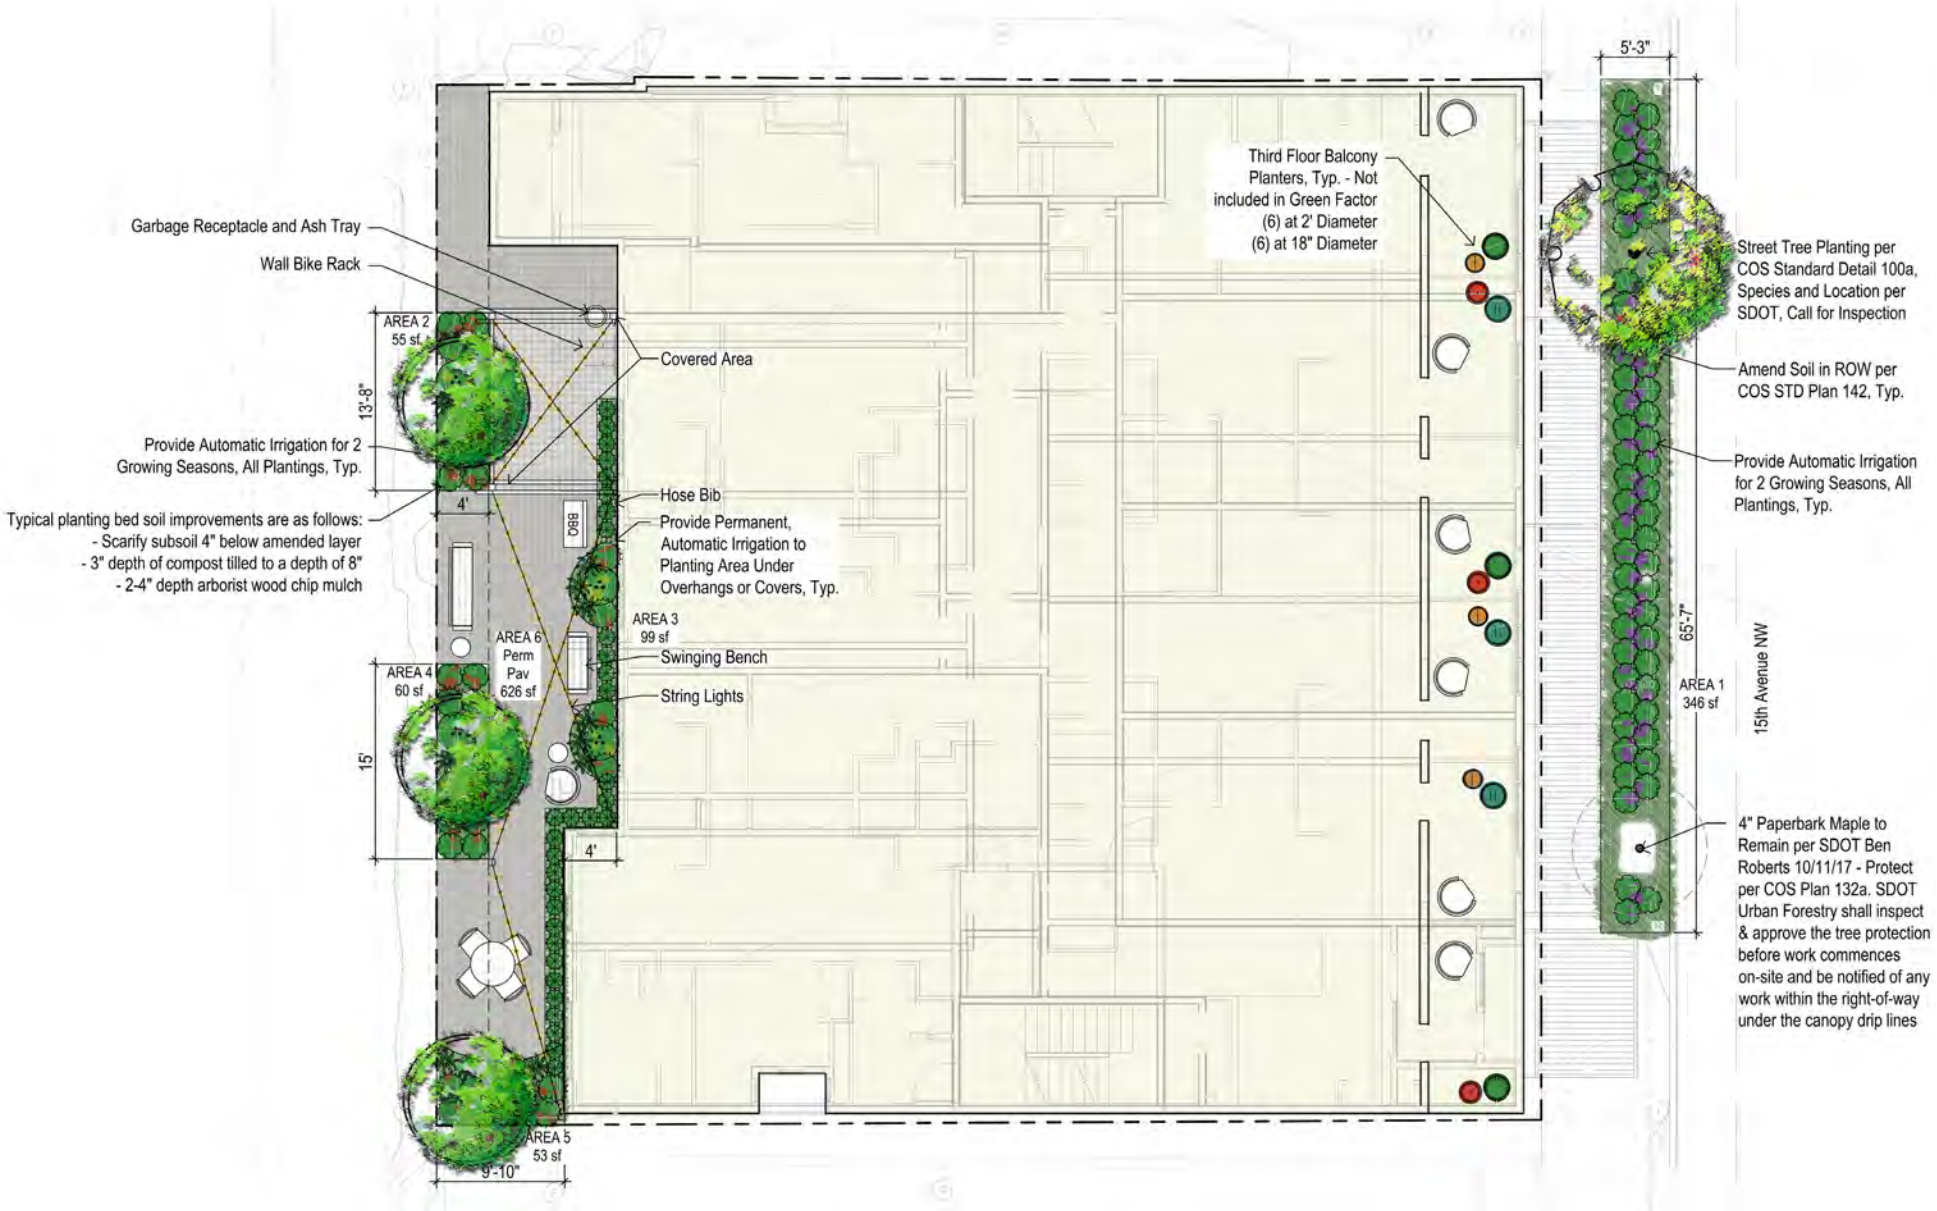 5'-3"
Third Floor Balcony
Planters, Typ. - Not
included in Green Factor
(6) at 2' Diameter
(6) at 18" Diameter
Garbage Receptacle and Ash Tray
Wall Bike Rack
Street Tree Planting per
COS Standard Detail 100a,
Species and Location per
SDOT, Call for Inspection
AREA 2
55 sf
Covered Area
13'-8"
Amend Soil in ROW per
COS STD Plan 142, Typ.
Provide Automatic Irrigation for 2
Growing Seasons, All Plantings, Typ.
Provide Automatic Irrigation
for 2 Growing Seasons, All
Plantings, Typ.
4'
Hose Bib
BBQ
Typical planting bed soil improvements are as follows:
- Scarify subsoil 4" below amended layer
- 3" depth of compost tilled to a depth of 8"
- 2-4" depth arborist wood chip mulch
Provide Permanent,
Automatic Irrigation to
Planting Area Under
Overhangs or Covers, Typ.
65'-7"
AREA 3
99 sf
AREA 6
Perm
Pav
626 sf
Swinging Bench
AREA 4
60 sf
String Lights
AREA 1
346 sf
15th Avenue NW
15'
4'
4" Paperbark Maple to
Remain per SDOT Ben
Roberts 10/11/17 - Protect
per COS Plan 132a. SDOT
Urban Forestry shall inspect
& approve the tree protection
before work commences
on-site and be notified of any
work within the right-of-way
under the canopy drip lines
AREA 5
53 sf
9'-10"